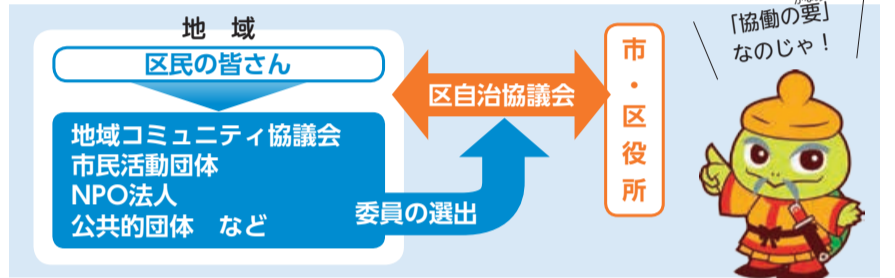 地 域
区民の皆さん
地域コミュニティ協議会
市民活動団体
NPO法人
公共的団体 など
委員の選出
区自治協議会
市・区役所
「協働の要」
なのじゃ！